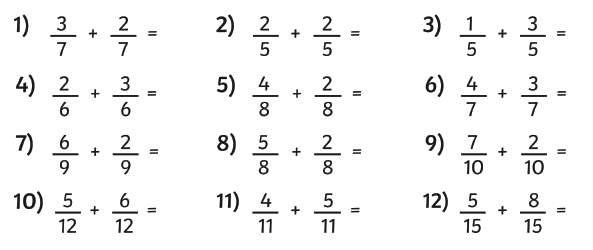 1) 3/7 + 2/7 = 2) 2/5 + 2/5 = 3) 1/5 + 3/5 =
4) 2/6 + 3/6 = 5) 4/8 + 2/8 = 6) 4/7 + 3/7 =
7) 6/9 + 2/9 = 8) 5/8 + 2/8 = 9) 7/10 + 2/10 =
10) 5/12 + 6/12 = 11) 4/11 + 5/11 = 12) 5/15 + 8/15 =